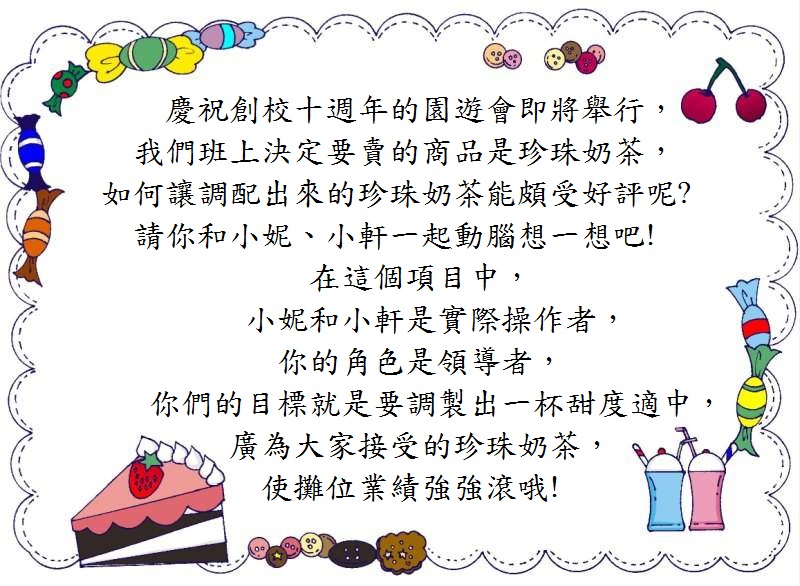 慶祝創校十週年的園遊會即將舉行，
我們班上決定要賣的商品是珍珠奶茶，
如何讓調配出來的珍珠奶茶能頗受好評呢?
請你和小妮、小軒一起動腦想一想吧!
在這個項目中，
小妮和小軒是實際操作者，
你的角色是領導者，
你們的目標就是要調製出一杯甜度適中，
廣為大家接受的珍珠奶茶，
使攤位業績強強滾哦!